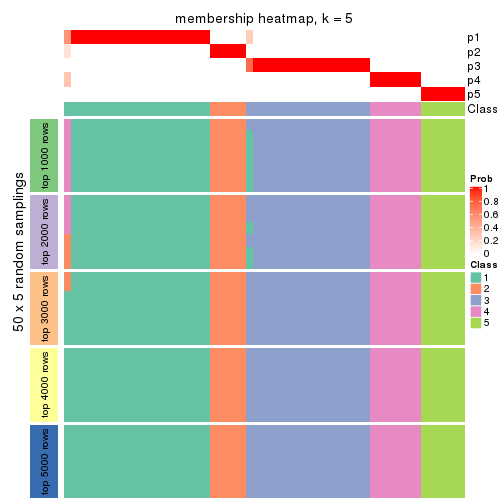 membership heatmap, k = 5
p1
p2
p3
p4
p5
Class
50 x 5 random samplings
top 1000 rows
top 2000 rows
top 3000 rows
top 4000 rows
top 5000 rows
Prob
1
0.8
0.6
0.4
0.2
0
Class
1
2
3
4
5